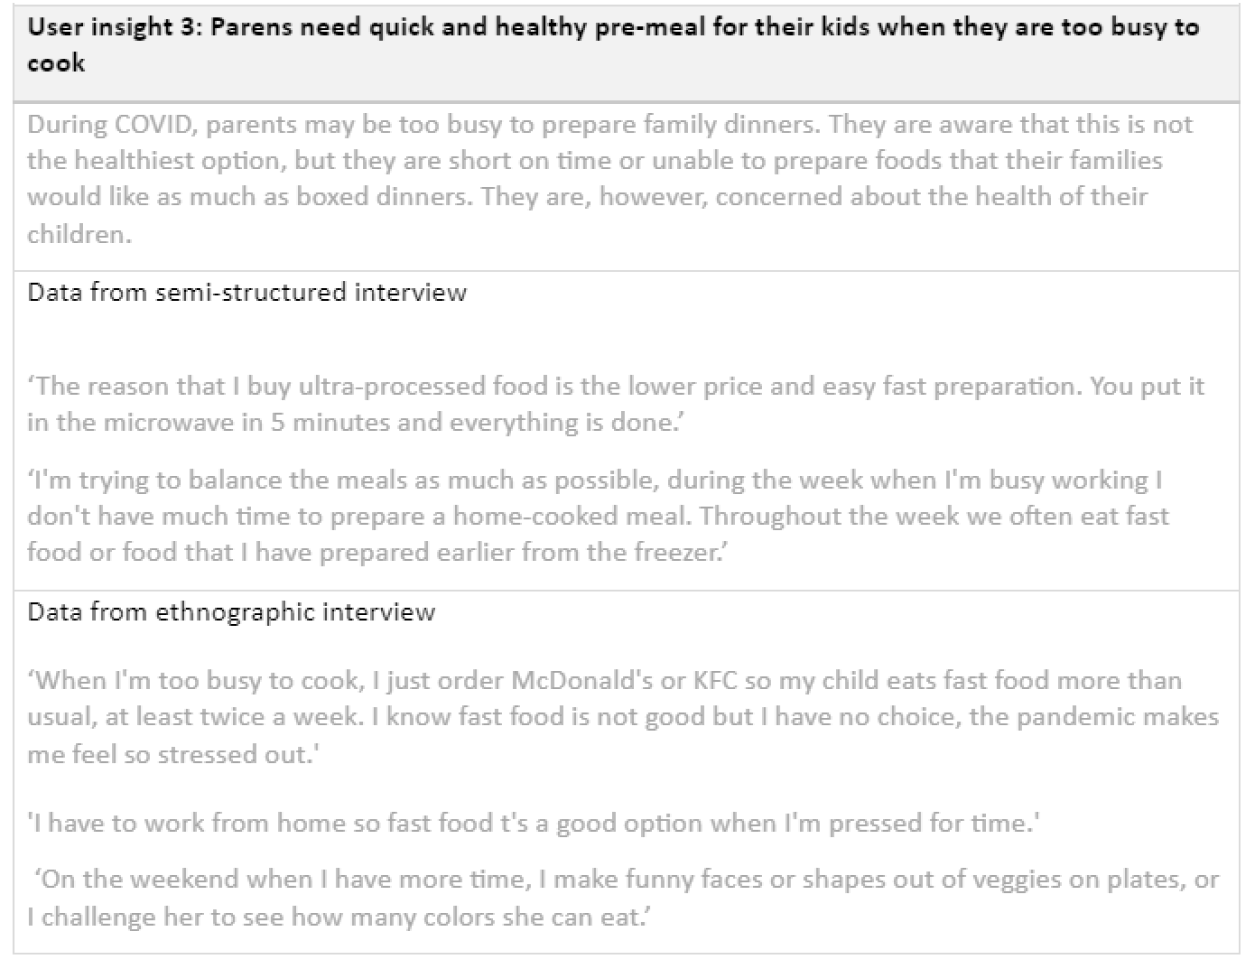 User insight 3: Parens need quick and healthy pre-meal for their kids when they are too busy to
cook
During COVID, parents may be too busy to prepare family dinners. They are aware that this is not
the healthiest option, but they are short on time or unable to prepare foods that their families
would like as much as boxed dinners. They are, however, concerned about the health of their
children.
Data from semi-structured interview
‘The reason that I buy ultra-processed food is the lower price and easy fast preparation. You put it
in the microwave in 5 minutes and everything is done.’
‘I'm trying to balance the meals as much as possible, during the week when I'm busy working I
don't have much time to prepare a home-cooked meal. Throughout the week we often eat fast
food or food that I have prepared earlier from the freezer.’
Data from ethnographic interview
‘When I'm too busy to cook, I just order McDonald's or KFC so my child eats fast food more than
usual, at least twice a week. I know fast food is not good but I have no choice, the pandemic makes
me feel so stressed out.'
'I have to work from home so fast food t's a good option when I'm pressed for time.'
‘On the weekend when I have more time, I make funny faces or shapes out of veggies on plates, or
I challenge her to see how many colors she can eat.’